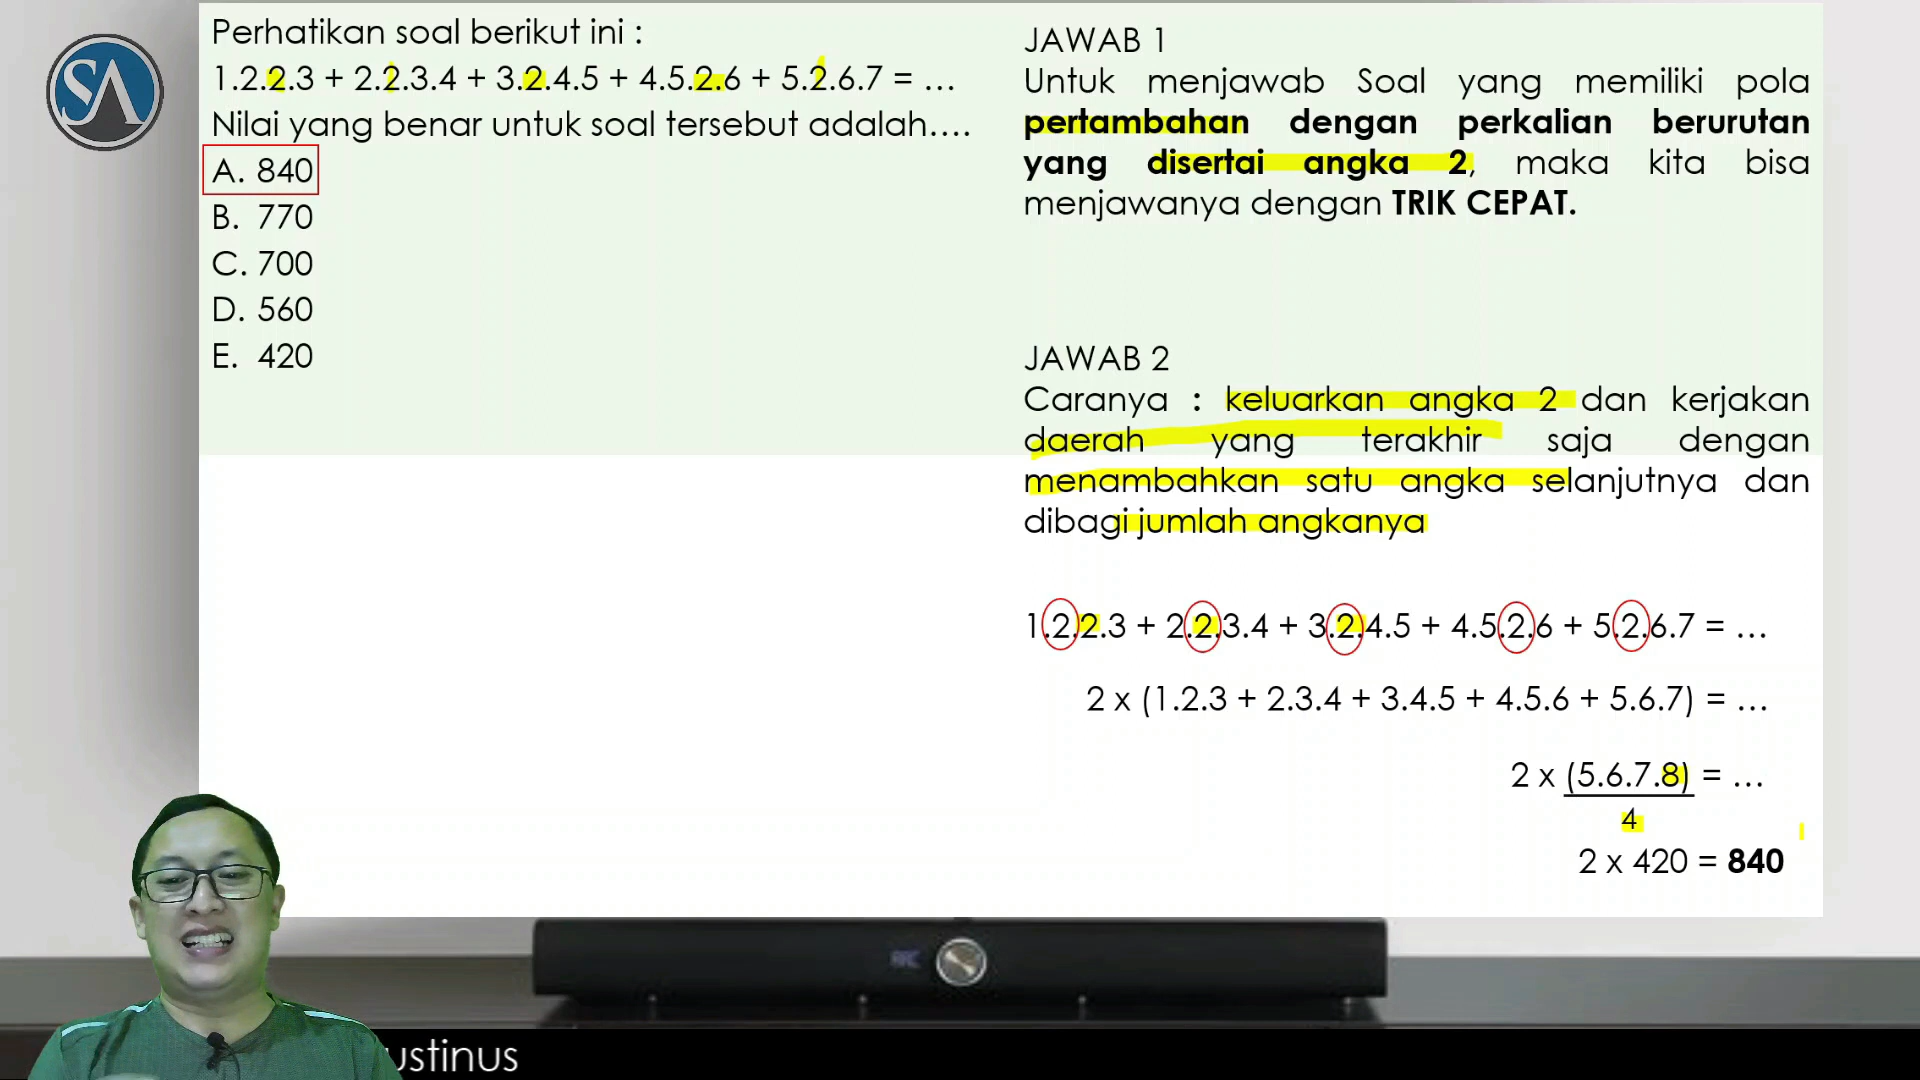 SA
Perhatikan soal berikut ini :
1.2.2.3 + 2.2.3.4 + 3.2.4.5 + 4.5.2.6 + 5.2.6.7 = ...
Nilai yang benar untuk soal tersebut adalah....
A. 840
B. 770
C. 700
D. 560
E. 420
JAWAB 1
Untuk menjawab Soal yang memiliki pola
pertambahan dengan perkalian berurutan
yang disertai angka 2, maka kita bisa
menjawanya dengan TRIK CEPAT.
JAWAB 2
Caranya : keluarkan angka 2 dan kerjakan
daerah yang terakhir saja dengan
menambahkan satu angka selanjutnya dan
dibagi jumlah angkanya
1.2.2.3 + 2.2.3.4 + 3.2.4.5 + 4.5.2.6 + 5.2.6.7 = ...
2 x (1.2.3 + 2.3.4 + 3.4.5 + 4.5.6 + 5.6.7) = ...
2 x (5.6.7.8) = ...
4
2 x 420 = 840
ustinus